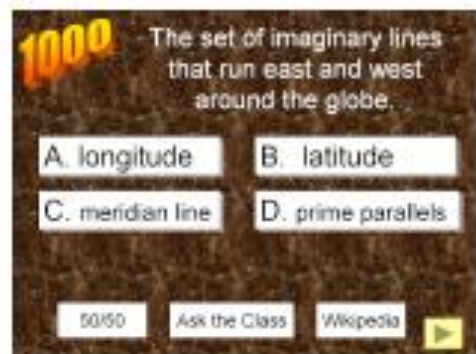 1000
The set of imaginary lines
that run east and west
around the globe. .
A. longitude
B. latitude
C. meridian line
D. prime parallels
50/50
Ask the Class
Wikipedia